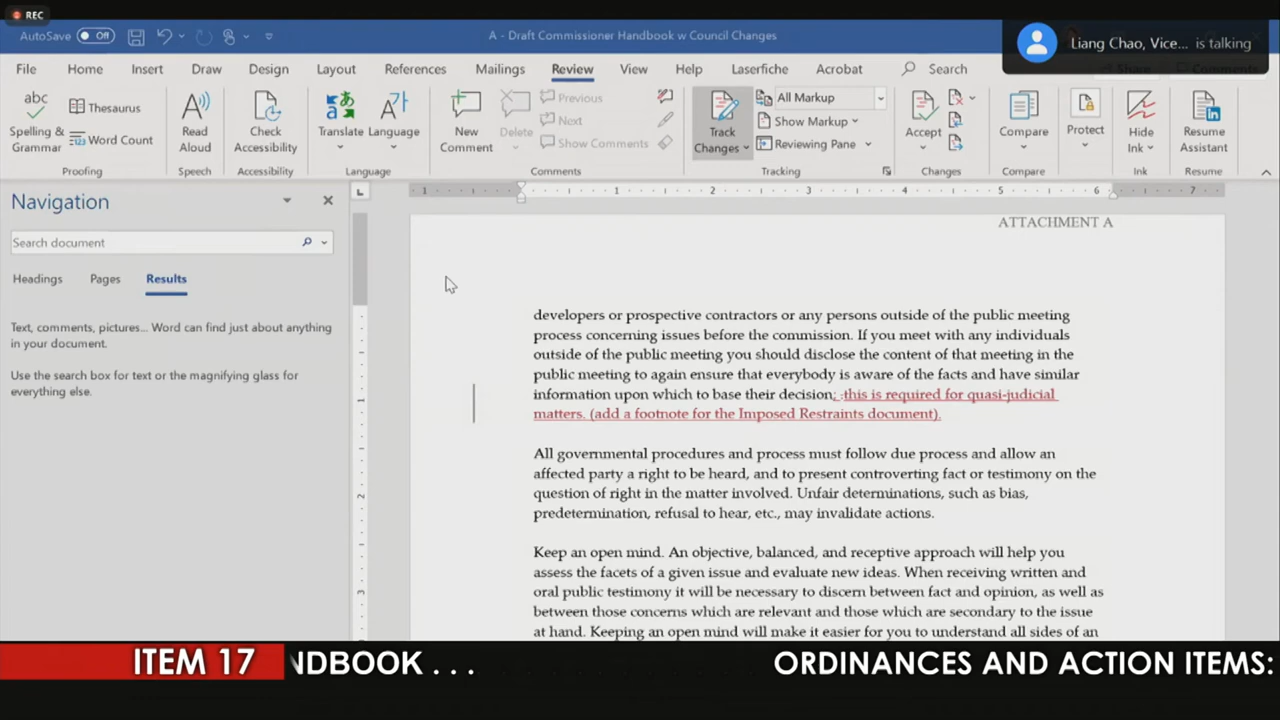 REC
AutoSave Off
A - Draft Commissioner Handbook w Council Changes
Liang Chao, Vice... is talking
File Home Insert Draw Design Layout References Mailings Review View Help Laserfiche Acrobat Search
abc
Spelling & Grammar
Thesaurus
Word Count
Proofing
Read Aloud
Speech
Check Accessibility
Accessibility
Translate
Language
Language
New Comment
Delete
Previous
Next
Show Comments
Comments
Track Changes
All Markup
Show Markup
Reviewing Pane
Tracking
Accept
Changes
Compare
Compare
Protect
Hide Ink
Ink
Resume Assistant
Resume
Navigation
Search document
Headings Pages Results
Text, comments, pictures... Word can find just about anything
in your document.
Use the search box for text or the magnifying glass for
everything else.
1 1 2 3 4 5 6 7
1
2
3
ATTACHMENT A
developers or prospective contractors or any persons outside of the public meeting
process concerning issues before the commission. If you meet with any individuals
outside of the public meeting you should disclose the content of that meeting in the
public meeting to again ensure that everybody is aware of the facts and have similar
information upon which to base their decision; :this is required for quasi-judicial
matters. (add a footnote for the Imposed Restraints document).
All governmental procedures and process must follow due process and allow an
affected party a right to be heard, and to present controverting fact or testimony on the
question of right in the matter involved. Unfair determinations, such as bias,
predetermination, refusal to hear, etc., may invalidate actions.
Keep an open mind. An objective, balanced, and receptive approach will help you
assess the facets of a given issue and evaluate new ideas. When receiving written and
oral public testimony it will be necessary to discern between fact and opinion, as well as
between those concerns which are relevant and those which are secondary to the issue
at hand. Keeping an open mind will make it easier for you to understand all sides of an
ITEM 17
NDBOOK . . . ORDINANCES AND ACTION ITEMS: